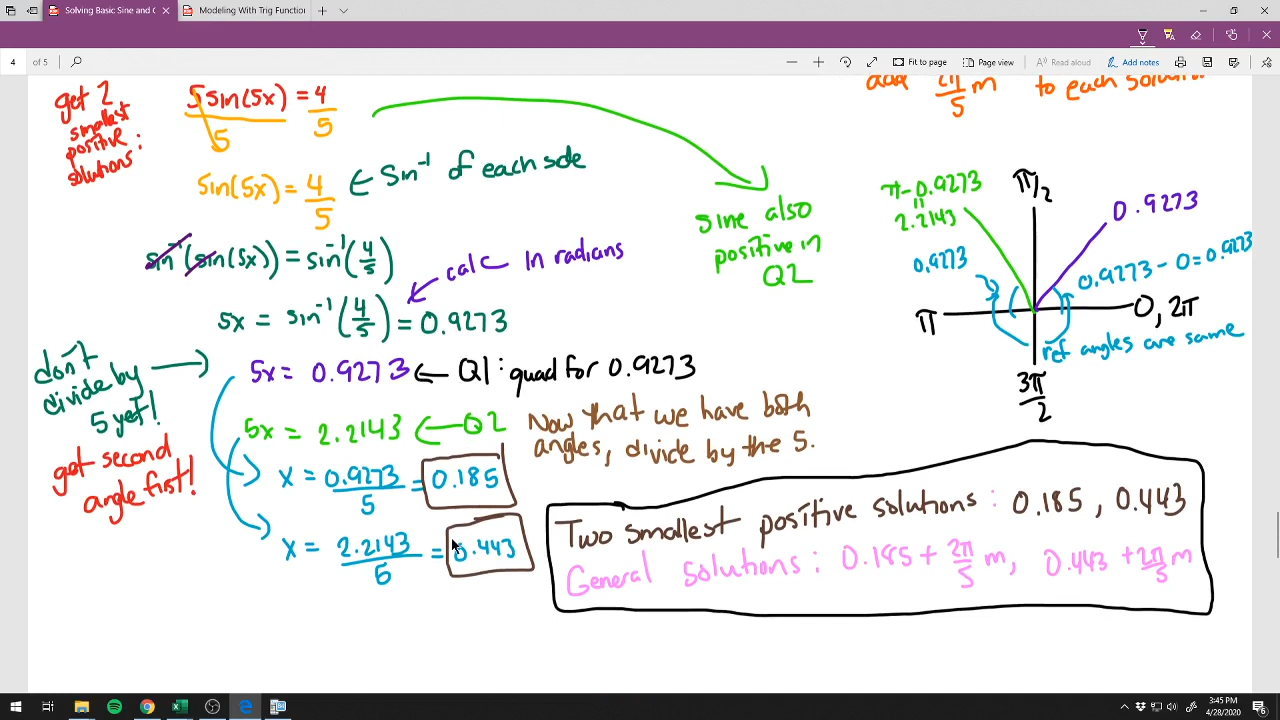 Solving Basic Sine and C
Modeling With Trig Function
4 of 5
Fit to page
Page view
Read aloud
Add notes
add 2π/5 m to each solution
get 2
smallest
positive
solutions:
5sin(5x) = 4
5 5
sin(5x) = 4/5 ← Sin⁻¹ of each side
sin⁻¹(sin(5x)) = sin⁻¹(4/5)
calc in radians
5x = sin⁻¹(4/5) = 0.9273
don't
divide by
5 yet!
5x = 0.9273 ← Q1: quad for 0.9273
5x = 2.2143 ← Q2
got second
angle first!
Now that we have both
angles, divide by the 5.
x = 0.9273/5 = 0.185
x = 2.2143/5 = 0.443
sine also
positive in
Q2
π-0.9273
=
2.2143
π/2
0.9273
0.9273
0.9273 - 0 = 0.9273
π
0, 2π
ref angles are same
3π/2
Two smallest positive solutions: 0.185, 0.443
General solutions: 0.185 + 2π/5 m, 0.443 + 2π/5 m
3:45 PM
4/28/2020
6